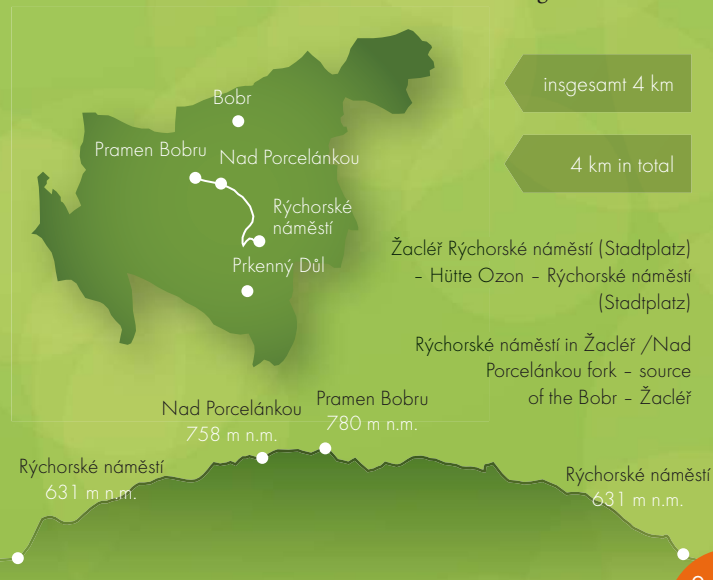 insgesamt 4 km
4 km in total
Bobr
Pramen Bobru
Nad Porcelánkou
Rýchorské
náměstí
Prkenný Důl
Žacléř Rýchorské náměstí (Stadtplatz)
– Hütte Ozon – Rýchorské náměstí
(Stadtplatz)
Rýchorské náměstí in Žacléř /Nad
Porcelánkou fork – source
of the Bobr – Žacléř
Nad Porcelánkou
758 m n.m.
Pramen Bobru
780 m n.m.
Rýchorské náměstí
631 m n.m.
Rýchorské náměstí
631 m n.m.